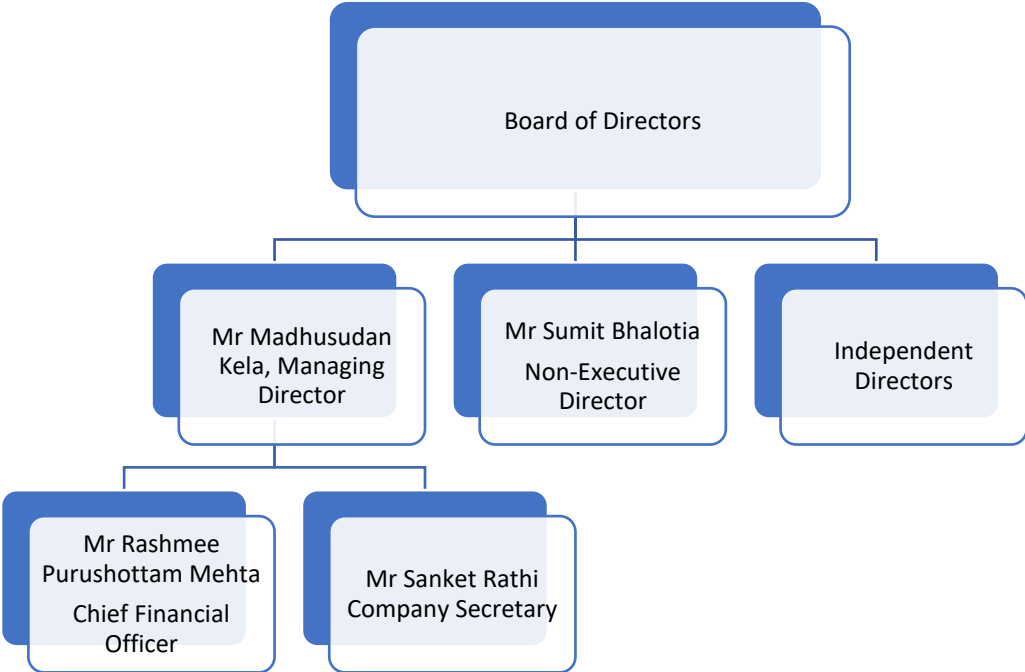 Board of Directors
Mr Madhusudan
Kela, Managing
Director
Mr Sumit Bhalotia
Non-Executive
Director
Independent
Directors
Mr Rashmee
Purushottam Mehta
Chief Financial
Officer
Mr Sanket Rathi
Company Secretary